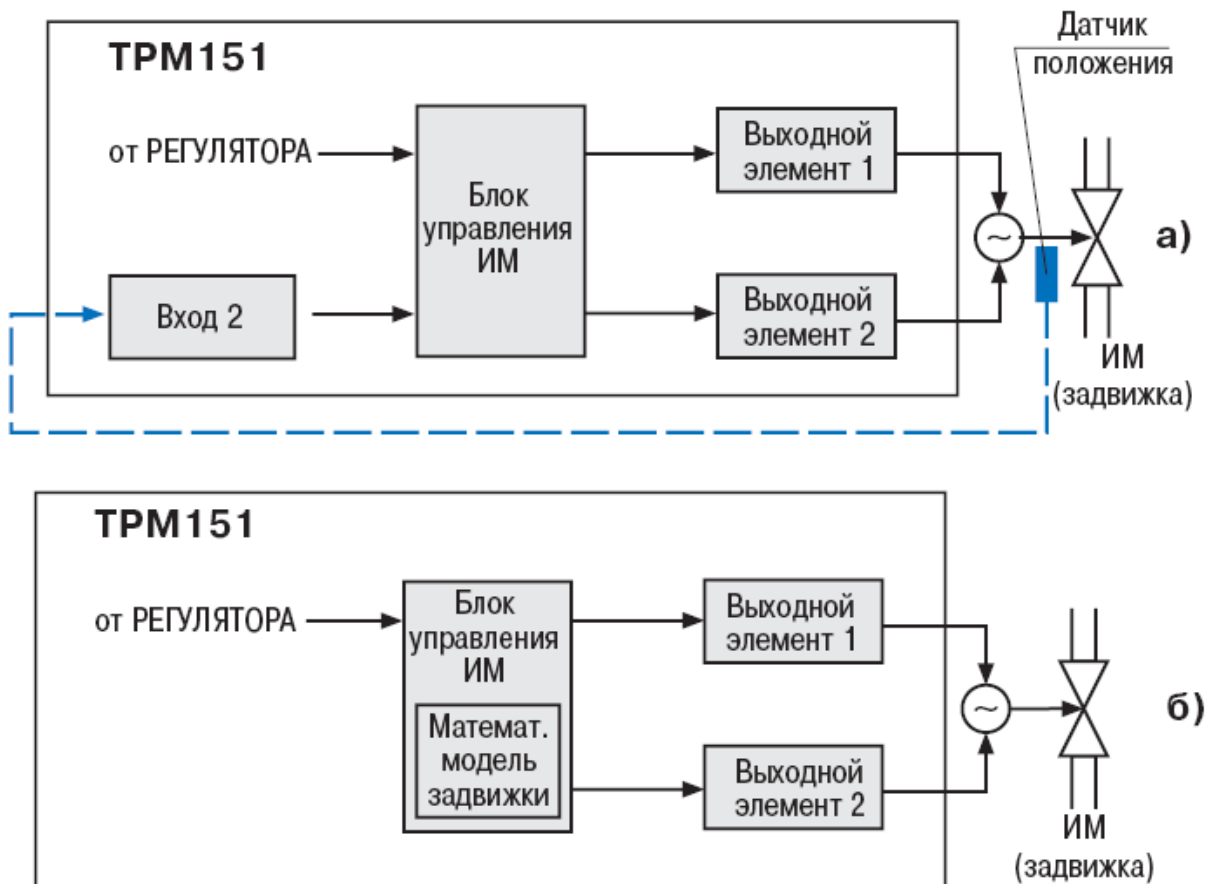 Датчик
положения
ТРМ151
от РЕГУЛЯТОРА
Блок
управления
ИМ
Выходной
элемент 1
~
а)
Вход 2
Выходной
элемент 2
ИМ
(задвижка)
ТРМ151
от РЕГУЛЯТОРА
Блок
управления
ИМ
Математ.
модель
задвижки
Выходной
элемент 1
~
б)
Выходной
элемент 2
ИМ
(задвижка)